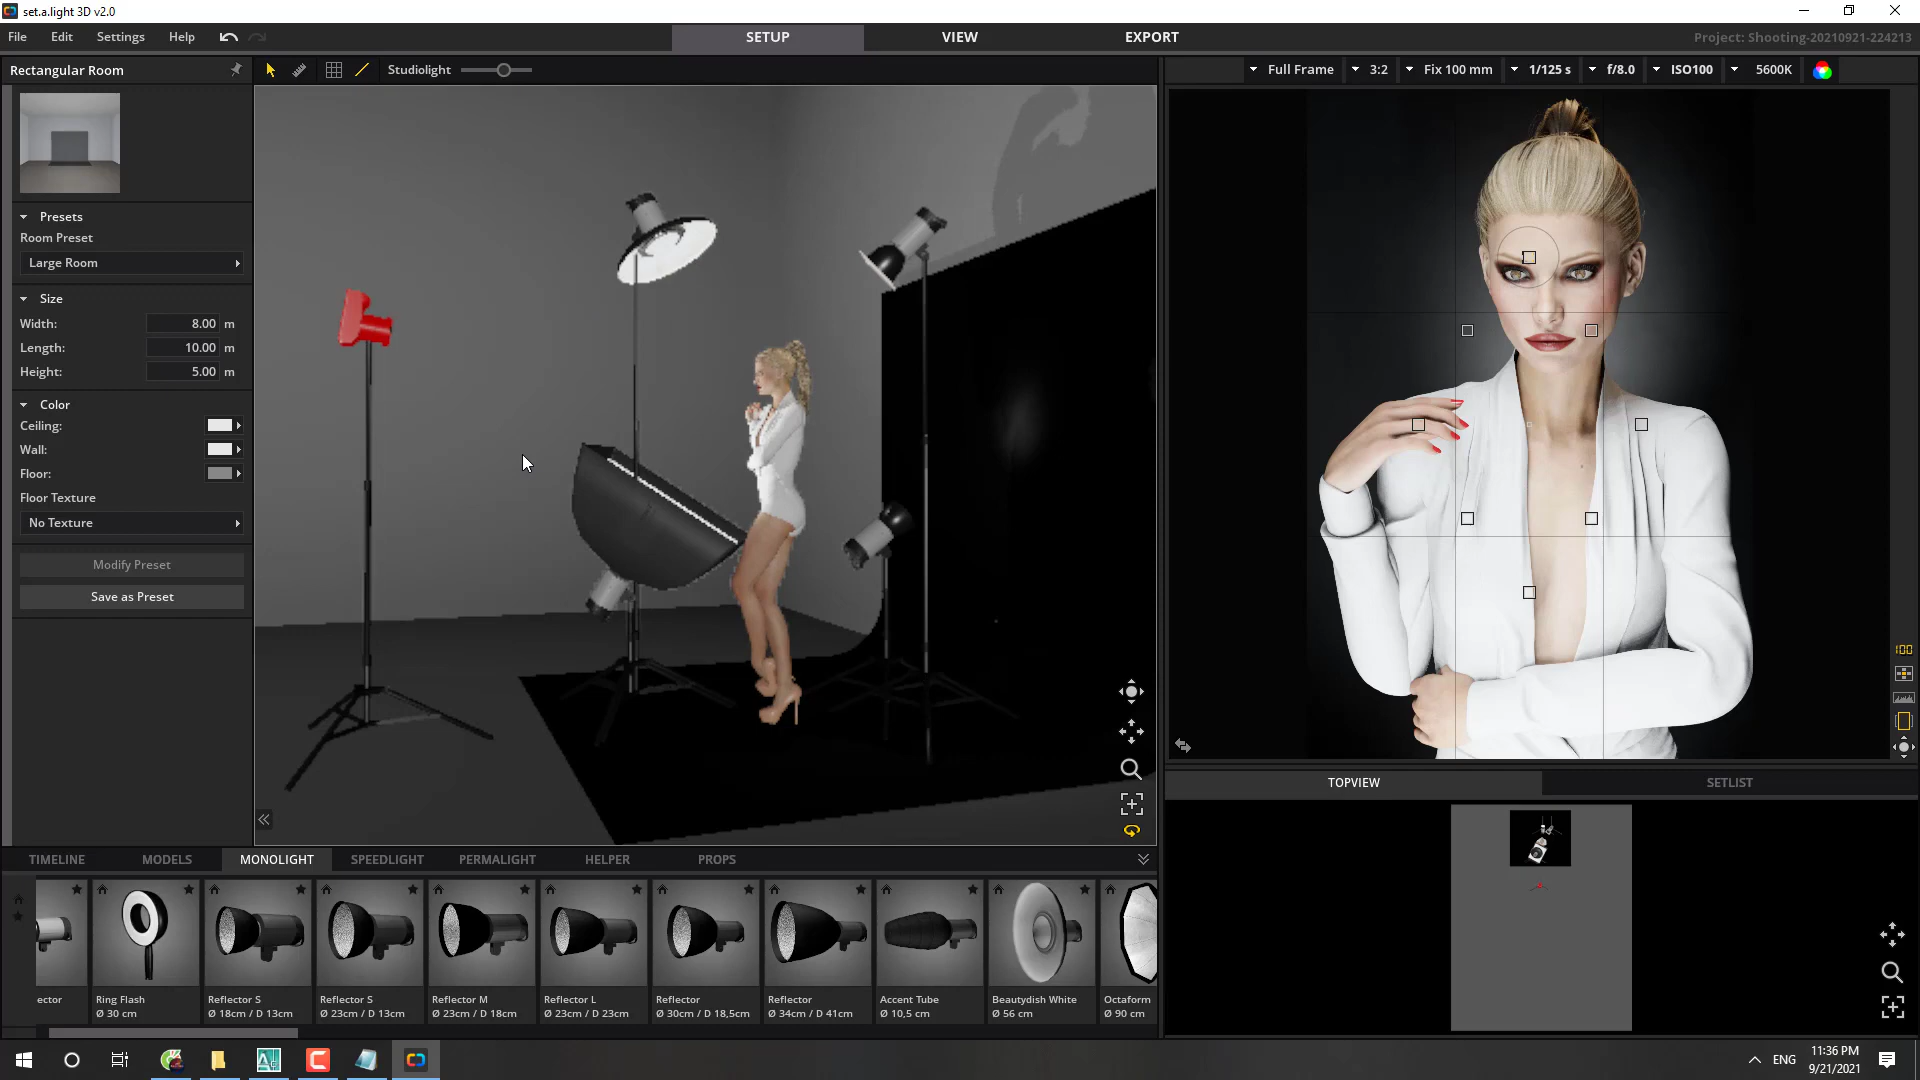 set.a.light 3D v2.0
File Edit Settings Help
SETUP VIEW EXPORT
Project: Shooting-20210921-224213
Rectangular Room
Studiolight
Full Frame 3:2 Fix 100 mm 1/125 s f/8.0 ISO100 5600K
Presets
Room Preset
Large Room
Size
Width: 8.00 m
Length: 10.00 m
Height: 5.00 m
Color
Ceiling:
Wall:
Floor:
Floor Texture
No Texture
Modify Preset
Save as Preset
100
TOPVIEW SETLIST
TIMELINE MODELS MONOLIGHT SPEEDLIGHT PERMALIGHT HELPER PROPS
ector
Ring Flash
Ø 30 cm
Reflector S
Ø 18cm / D 13cm
Reflector S
Ø 23cm / D 13cm
Reflector M
Ø 23cm / D 18cm
Reflector L
Ø 23cm / D 23cm
Reflector
Ø 30cm / D 18,5cm
Reflector
Ø 34cm / D 41cm
Accent Tube
Ø 10,5 cm
Beautydish White
Ø 56 cm
Octaform
Ø 90 cm
ENG
11:36 PM
9/21/2021